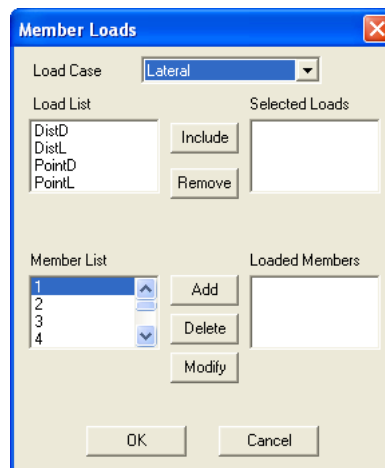 Member Loads
Load Case Lateral
Load List Selected Loads
DistD
DistL
PointD
PointL
Include
Remove
Member List Loaded Members
1
2
3
4
Add
Delete
Modify
OK Cancel